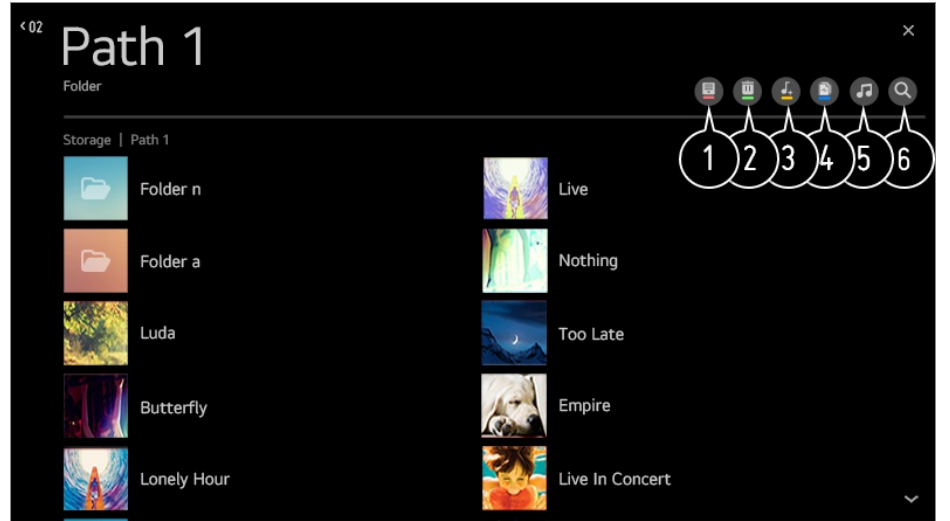 <02
Path 1
Folder
1 2 3 4 5 6
Storage | Path 1
Folder n
Live
Folder a
Nothing
Luda
Too Late
Butterfly
Empire
Lonely Hour
Live In Concert